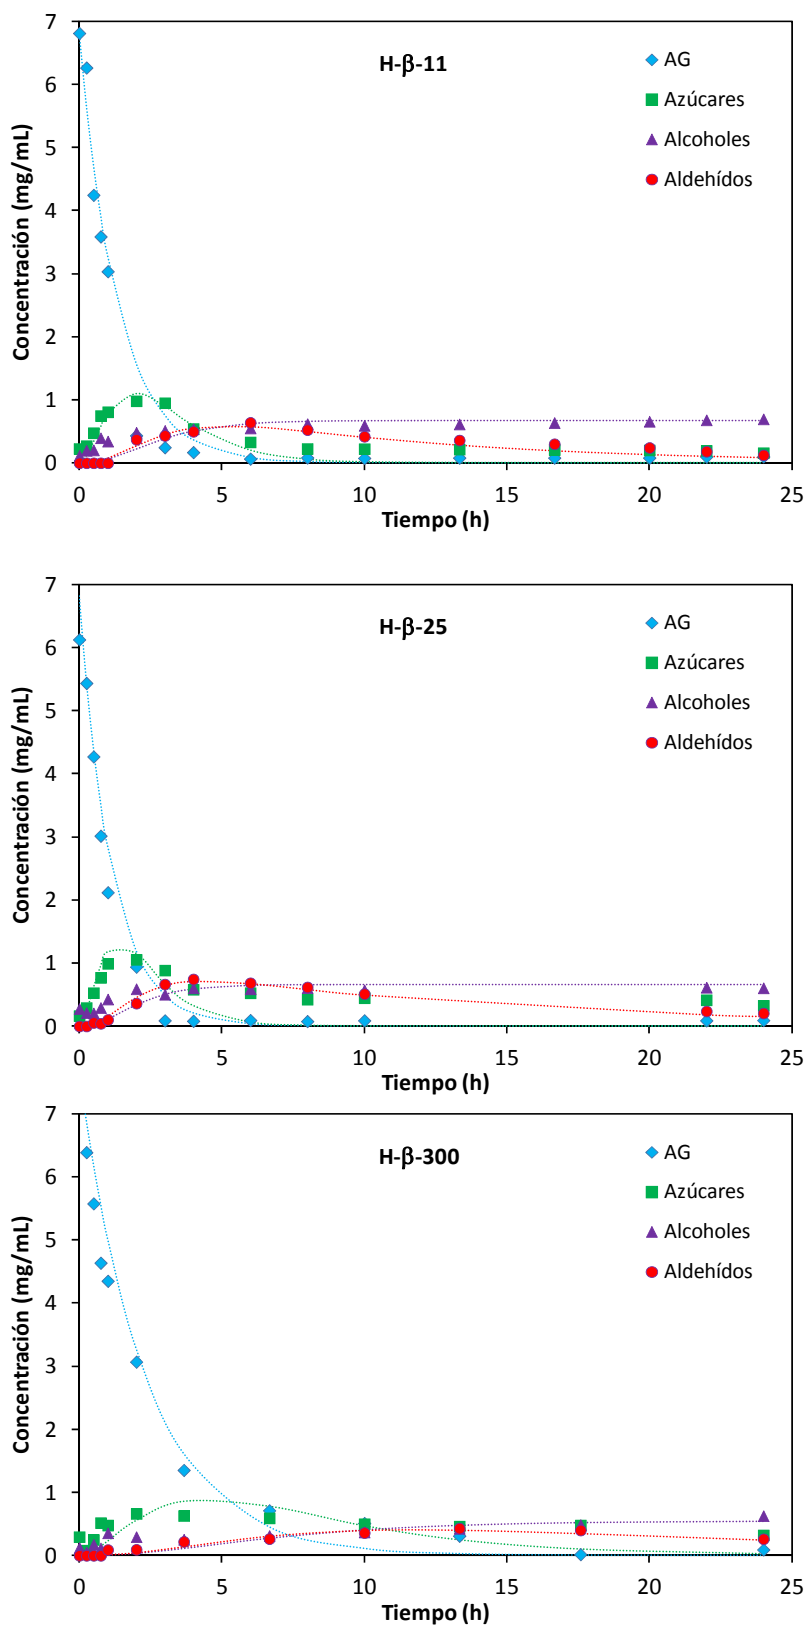 H-β-11
AG
Azúcares
Alcoholes
Aldehídos
Concentración (mg/mL)
7
6
5
4
3
2
1
0
0 5 10 15 20 25
Tiempo (h)
H-β-25
AG
Azúcares
Alcoholes
Aldehídos
Concentración (mg/mL)
7
6
5
4
3
2
1
0
0 5 10 15 20 25
Tiempo (h)
H-β-300
AG
Azúcares
Alcoholes
Aldehídos
Concentración (mg/mL)
7
6
5
4
3
2
1
0
0 5 10 15 20 25
Tiempo (h)